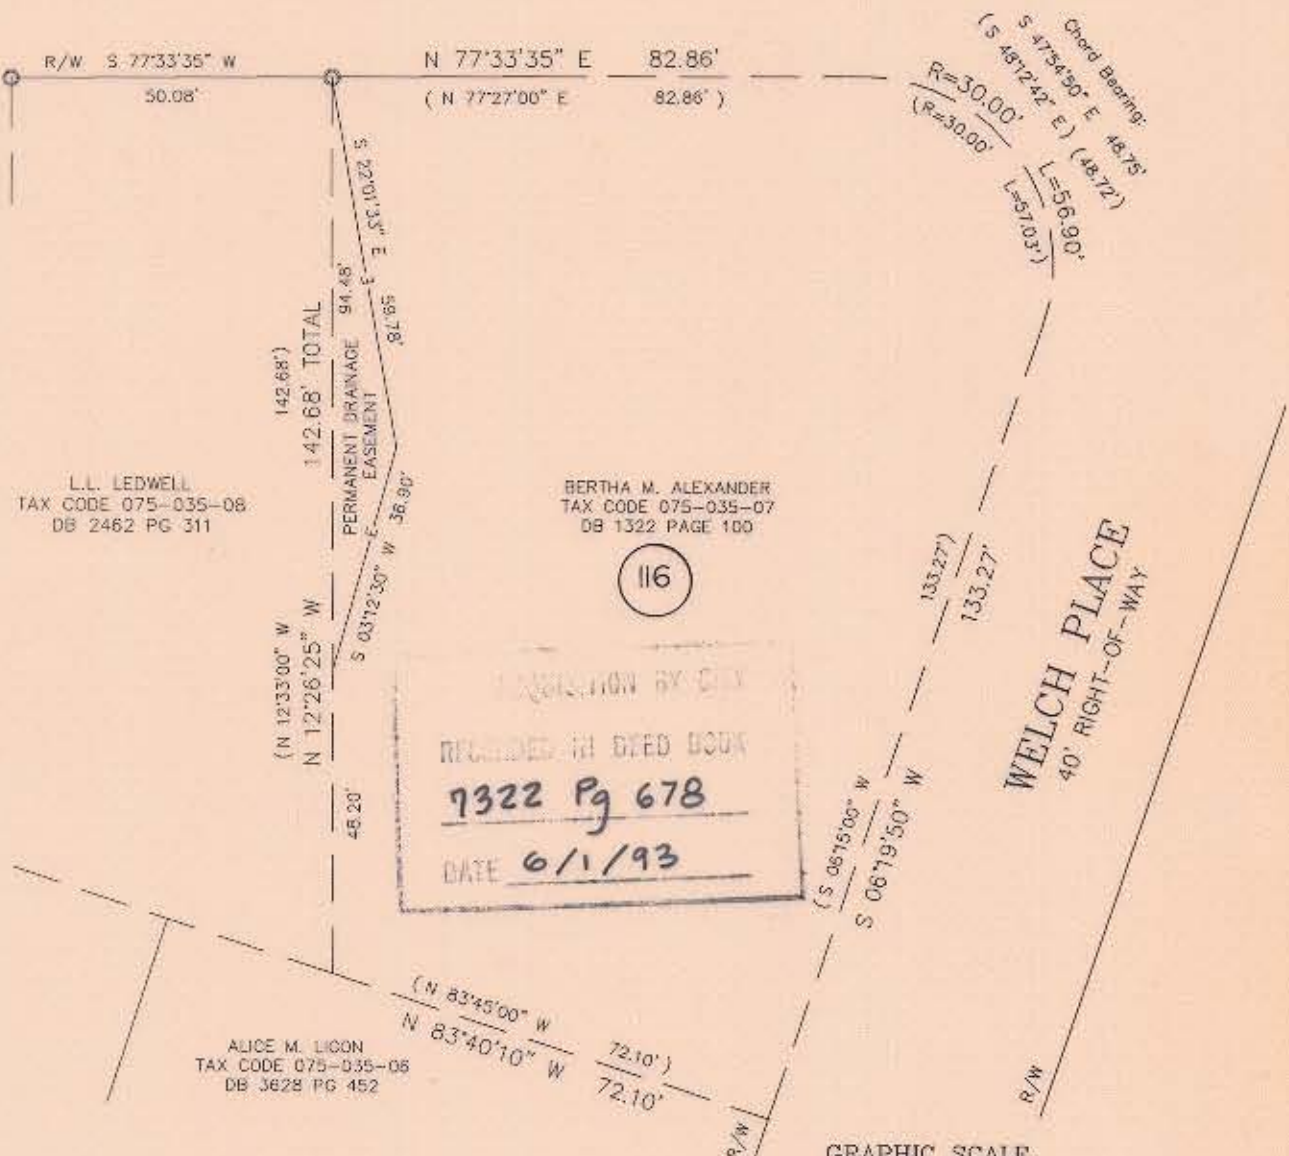 R/W S 77°33'35" W
50.08'
N 77°33'35" E 82.86'
( N 77°27'00" E 82.86' )
R=30.00'
(R=30.00'
L=56.90'
L=57.03')
Chord Bearing:
S 47°54'50" E 48.75'
( S 48°12'42" E ) (48.72')
S 22°01'33" E 59.78'
E
94.48'
142.68')
142.68' TOTAL
PERMANENT DRAINAGE
EASEMENT
E
S 03°12'30" W 36.90'
L.L. LEDWELL
TAX CODE 075-035-08
DB 2462 PG 311
BERTHA M. ALEXANDER
TAX CODE 075-035-07
DB 1322 PAGE 100
116
133.27')
133.27'
WELCH PLACE
40' RIGHT-OF-WAY
(N 12°33'00" W
N 12°26'25" W
48.20'
ACQUISITION BY CITY
RECORDED IN DEED BOOK
7322 Pg 678
DATE 6/1/93
( S 06°15'00" W
S 06°19'50" W
( N 83°45'00" W 72.10' )
N 83°40'10" W 72.10'
ALICE M. LIGON
TAX CODE 075-035-06
DB 3628 PG 452
R/W
R/W
GRAPHIC SCALE